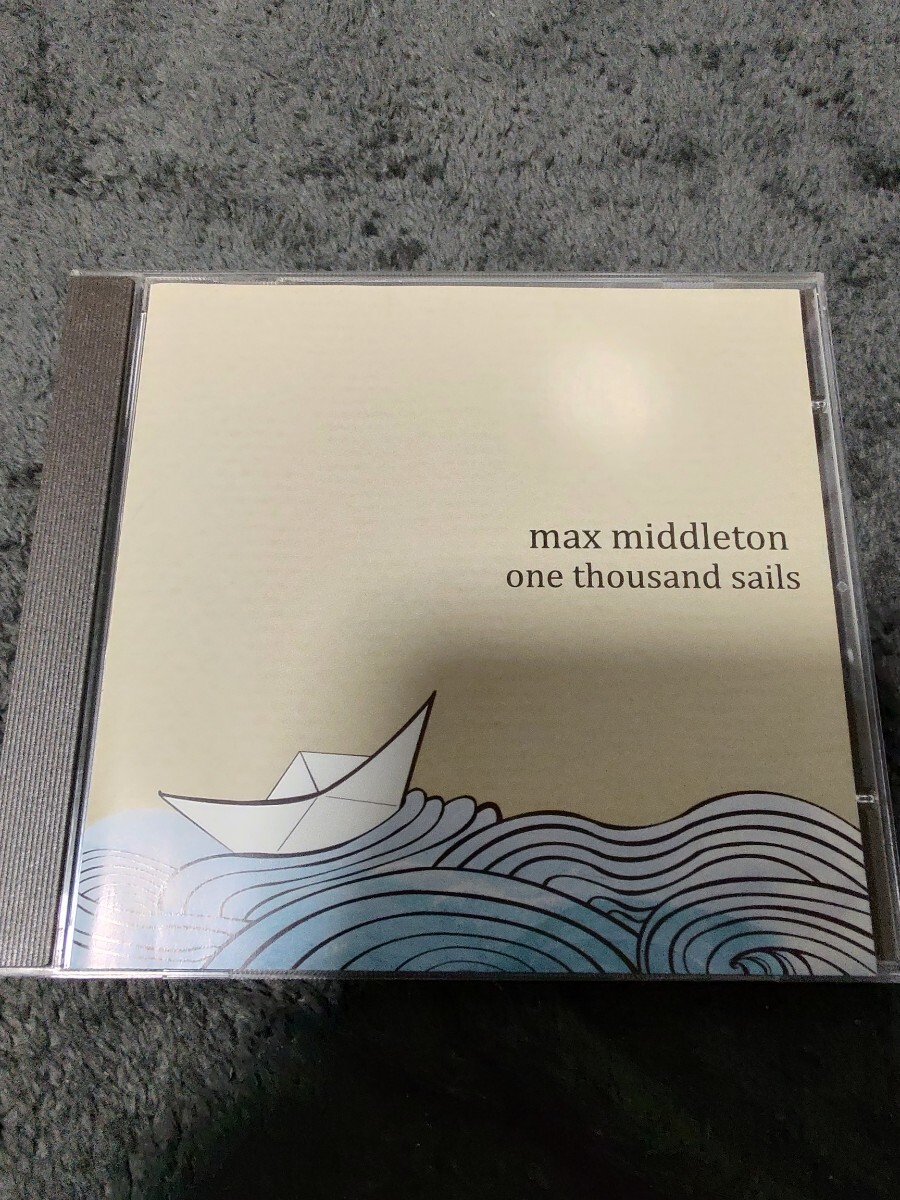 max middleton
one thousand sails